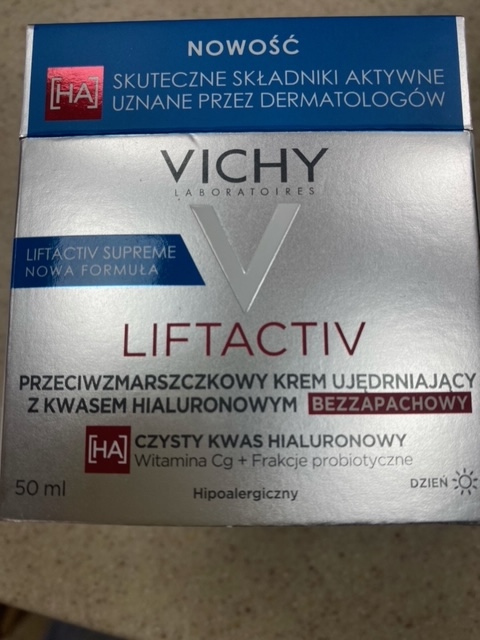 NOWOŚĆ
[HA]
SKUTECZNE SKŁADNIKI AKTYWNE
UZNANE PRZEZ DERMATOLOGÓW
VICHY
LABORATOIRES
V
LIFTACTIV SUPREME
NOWA FORMUŁA
LIFTACTIV
PRZECIWZMARSZCZKOWY KREM UJĘDRNIAJĄCY
Z KWASEM HIALURONOWYM BEZZAPACHOWY
[HA] CZYSTY KWAS HIALURONOWY
Witamina Cg + Frakcje probiotyczne
50 ml
Hipoalergiczny
DZIEŃ